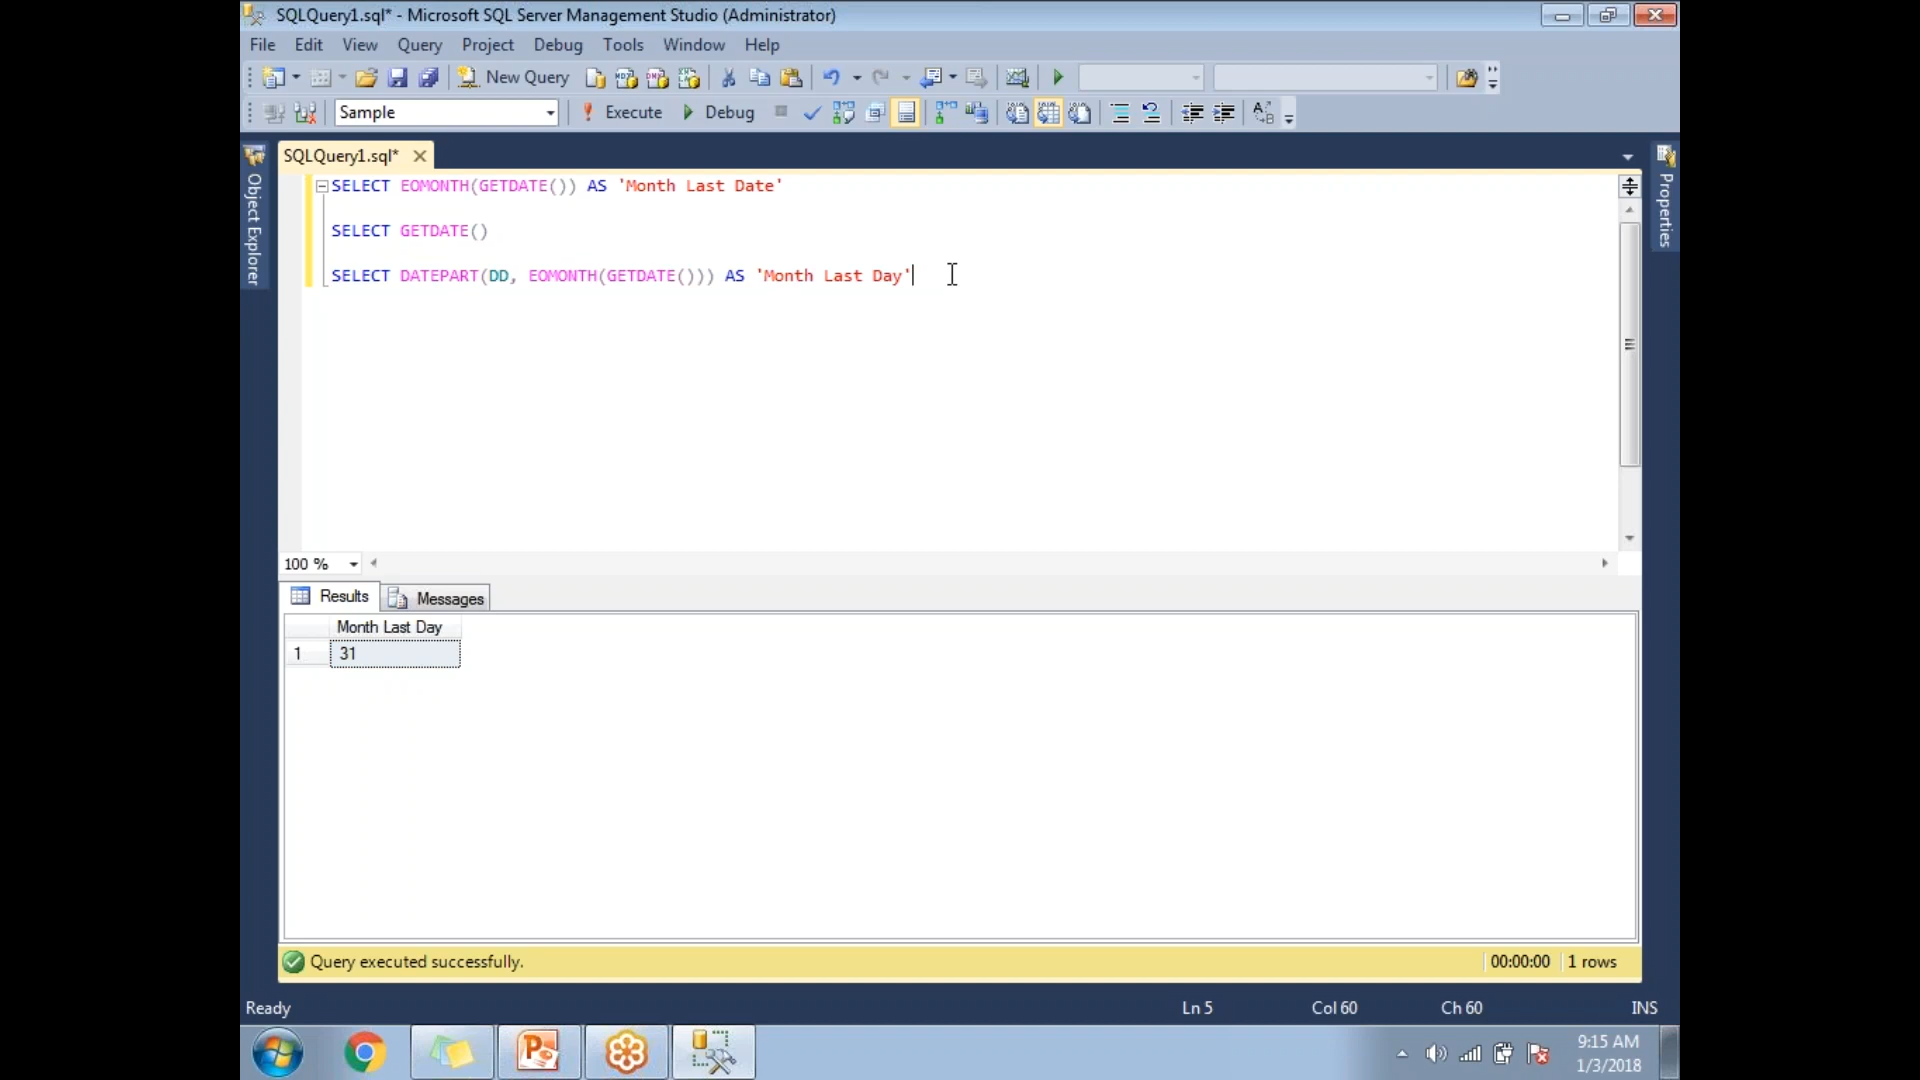 SQLQuery1.sql* - Microsoft SQL Server Management Studio (Administrator)
File Edit View Query Project Debug Tools Window Help
New Query
Sample Execute Debug
SQLQuery1.sql*
Object Explorer
Properties
SELECT EOMONTH(GETDATE()) AS 'Month Last Date'
SELECT GETDATE()
SELECT DATEPART(DD, EOMONTH(GETDATE())) AS 'Month Last Day'
100 %
Results Messages
Month Last Day
1 31
Query executed successfully. 00:00:00 1 rows
Ready Ln 5 Col 60 Ch 60 INS
9:15 AM
1/3/2018